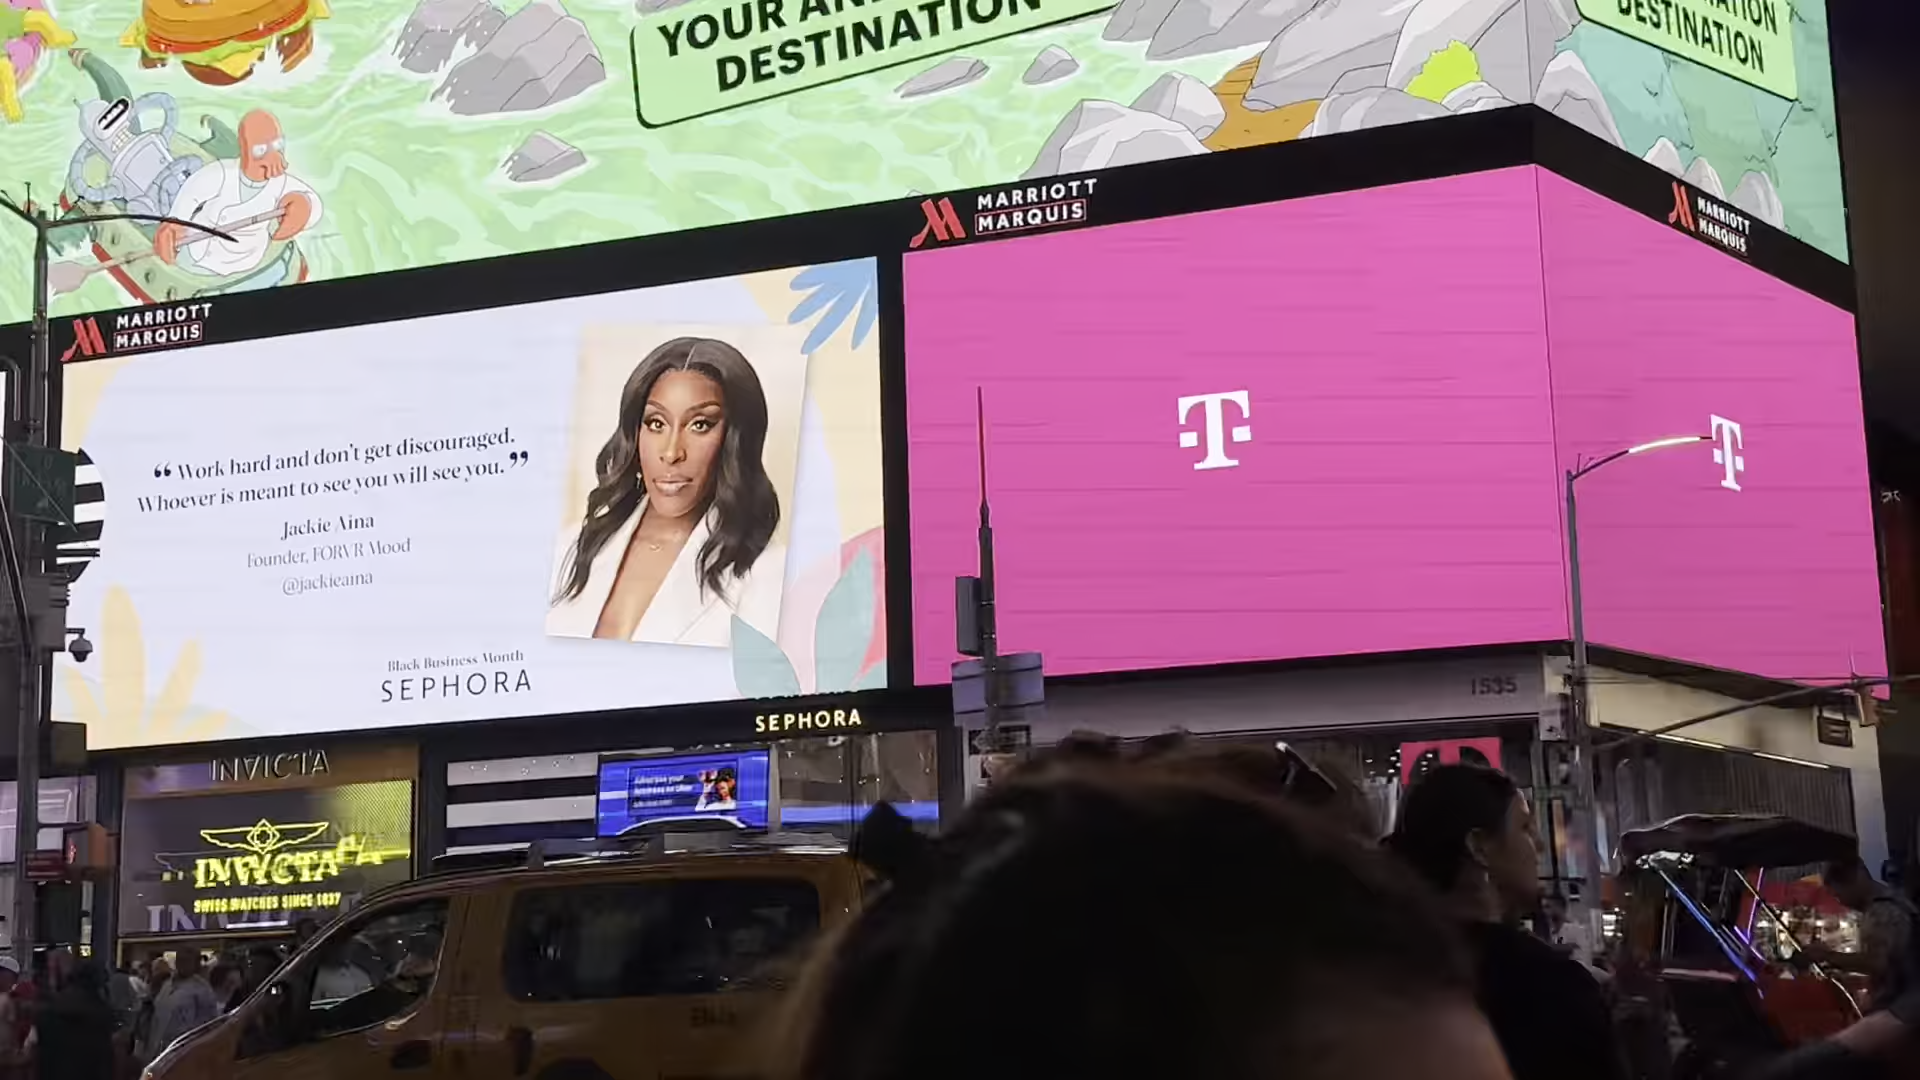 YOUR AN
DESTINATION
DESTINATION
MARRIOTT
MARQUIS
MARRIOTT
MARQUIS
MARRIOTT
MARQUIS
“Work hard and don't get discouraged.
Whoever is meant to see you will see you.”
Jackie Aina
Founder, FORVR Mood
@jackieaina
Black Business Month
SEPHORA
T
T
1535
SEPHORA
INVICTA
INVICTA
SWISS WATCHES SINCE 1837